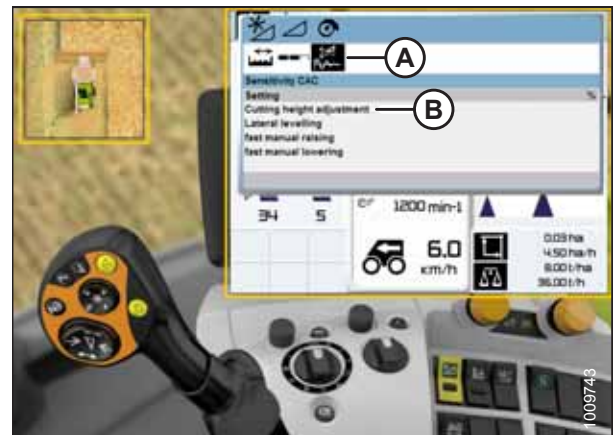 A
Sensitivity CAC
Setting %
Cutting height adjustment
B
Lateral levelling
fast manual raising
fast manual lowering
34 5
1200 min-1
6.0
km/h
0.03 ha
4.50 ha/h
8.00 t/ha
36.00 t/h
1009743